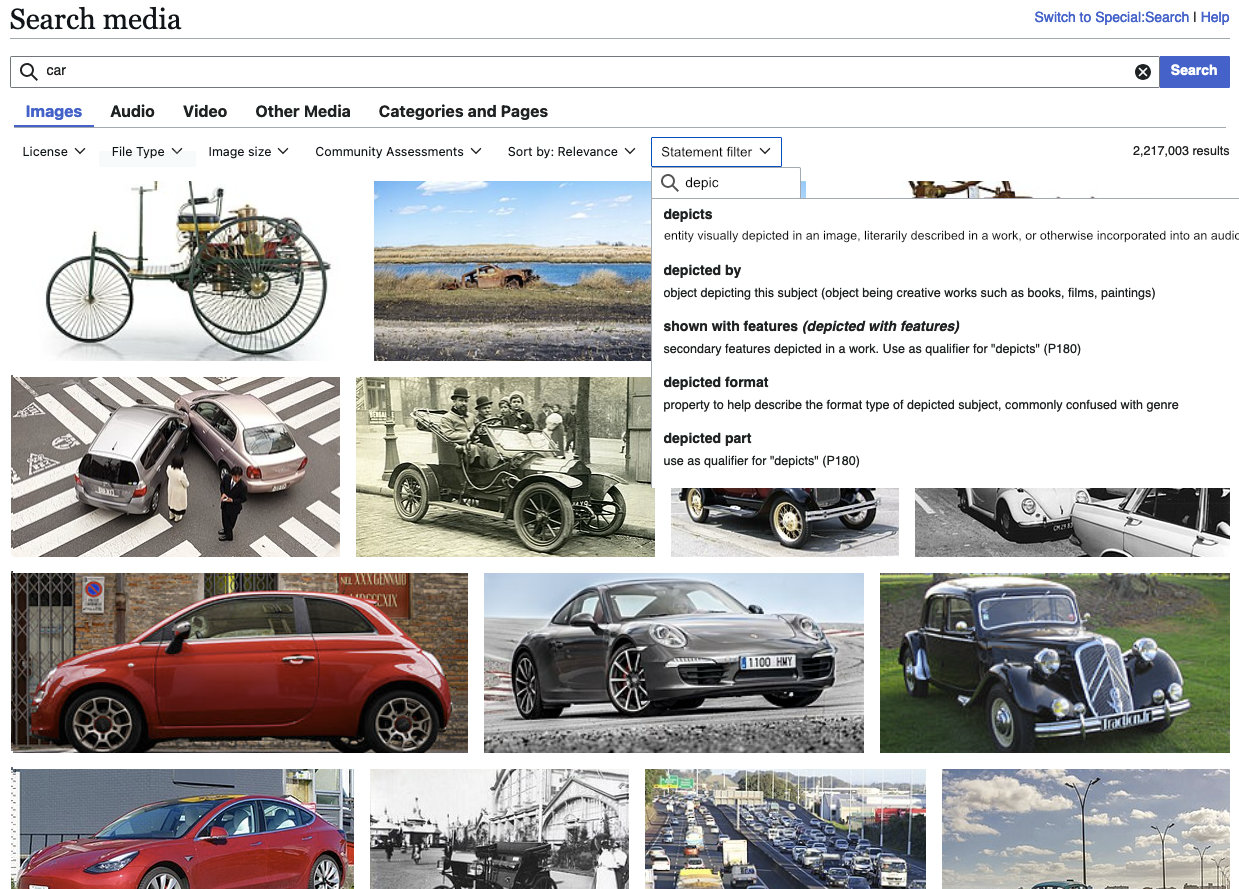 Search media
Switch to Special:Search | Help
car
Search
Images Audio Video Other Media Categories and Pages
License File Type Image size Community Assessments Sort by: Relevance Statement filter 2,217,003 results
depic
depicts
entity visually depicted in an image, literarily described in a work, or otherwise incorporated into an audio
depicted by
object depicting this subject (object being creative works such as books, films, paintings)
shown with features (depicted with features)
secondary features depicted in a work. Use as qualifier for "depicts" (P180)
depicted format
property to help describe the format type of depicted subject, commonly confused with genre
depicted part
use as qualifier for "depicts" (P180)
NEL XXX GENNAIO
1100 HMY